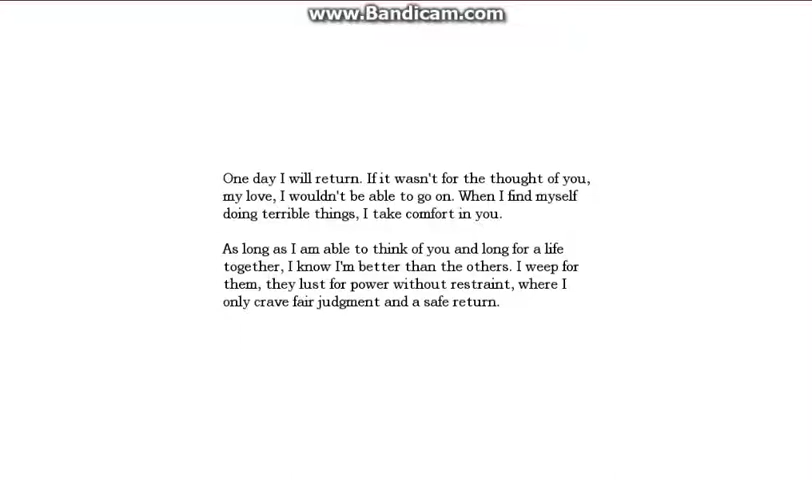 www.Bandicam.com
One day I will return. If it wasn't for the thought of you,
my love, I wouldn't be able to go on. When I find myself
doing terrible things, I take comfort in you.
As long as I am able to think of you and long for a life
together, I know I'm better than the others. I weep for
them, they lust for power without restraint, where I
only crave fair judgment and a safe return.